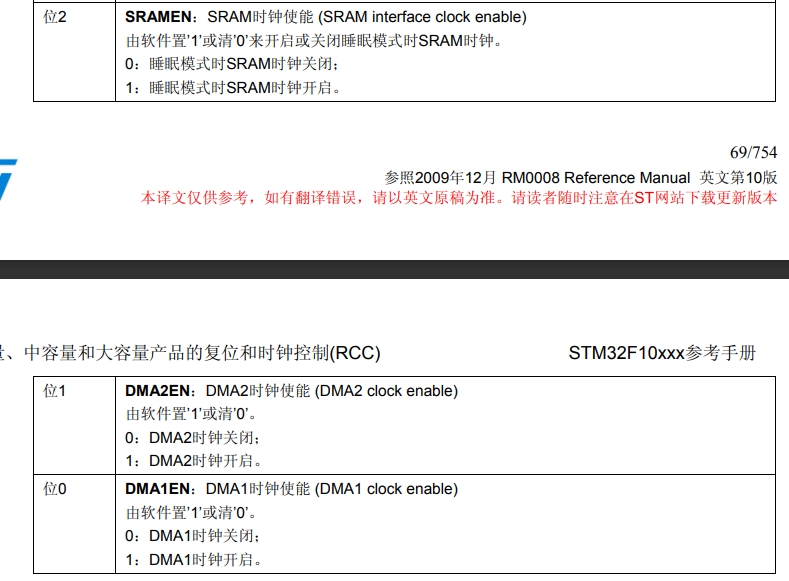 位2
SRAMEN：SRAM时钟使能 (SRAM interface clock enable)
由软件置'1'或清'0'来开启或关闭睡眠模式时SRAM时钟。
0：睡眠模式时SRAM时钟关闭；
1：睡眠模式时SRAM时钟开启。
69/754
参照2009年12月 RM0008 Reference Manual 英文第10版
本译文仅供参考，如有翻译错误，请以英文原稿为准。请读者随时注意在ST网站下载更新版本
、中容量和大容量产品的复位和时钟控制(RCC)
STM32F10xxx参考手册
位1
DMA2EN：DMA2时钟使能 (DMA2 clock enable)
由软件置'1'或清'0'。
0：DMA2时钟关闭；
1：DMA2时钟开启。
位0
DMA1EN：DMA1时钟使能 (DMA1 clock enable)
由软件置'1'或清'0'。
0：DMA1时钟关闭；
1：DMA1时钟开启。